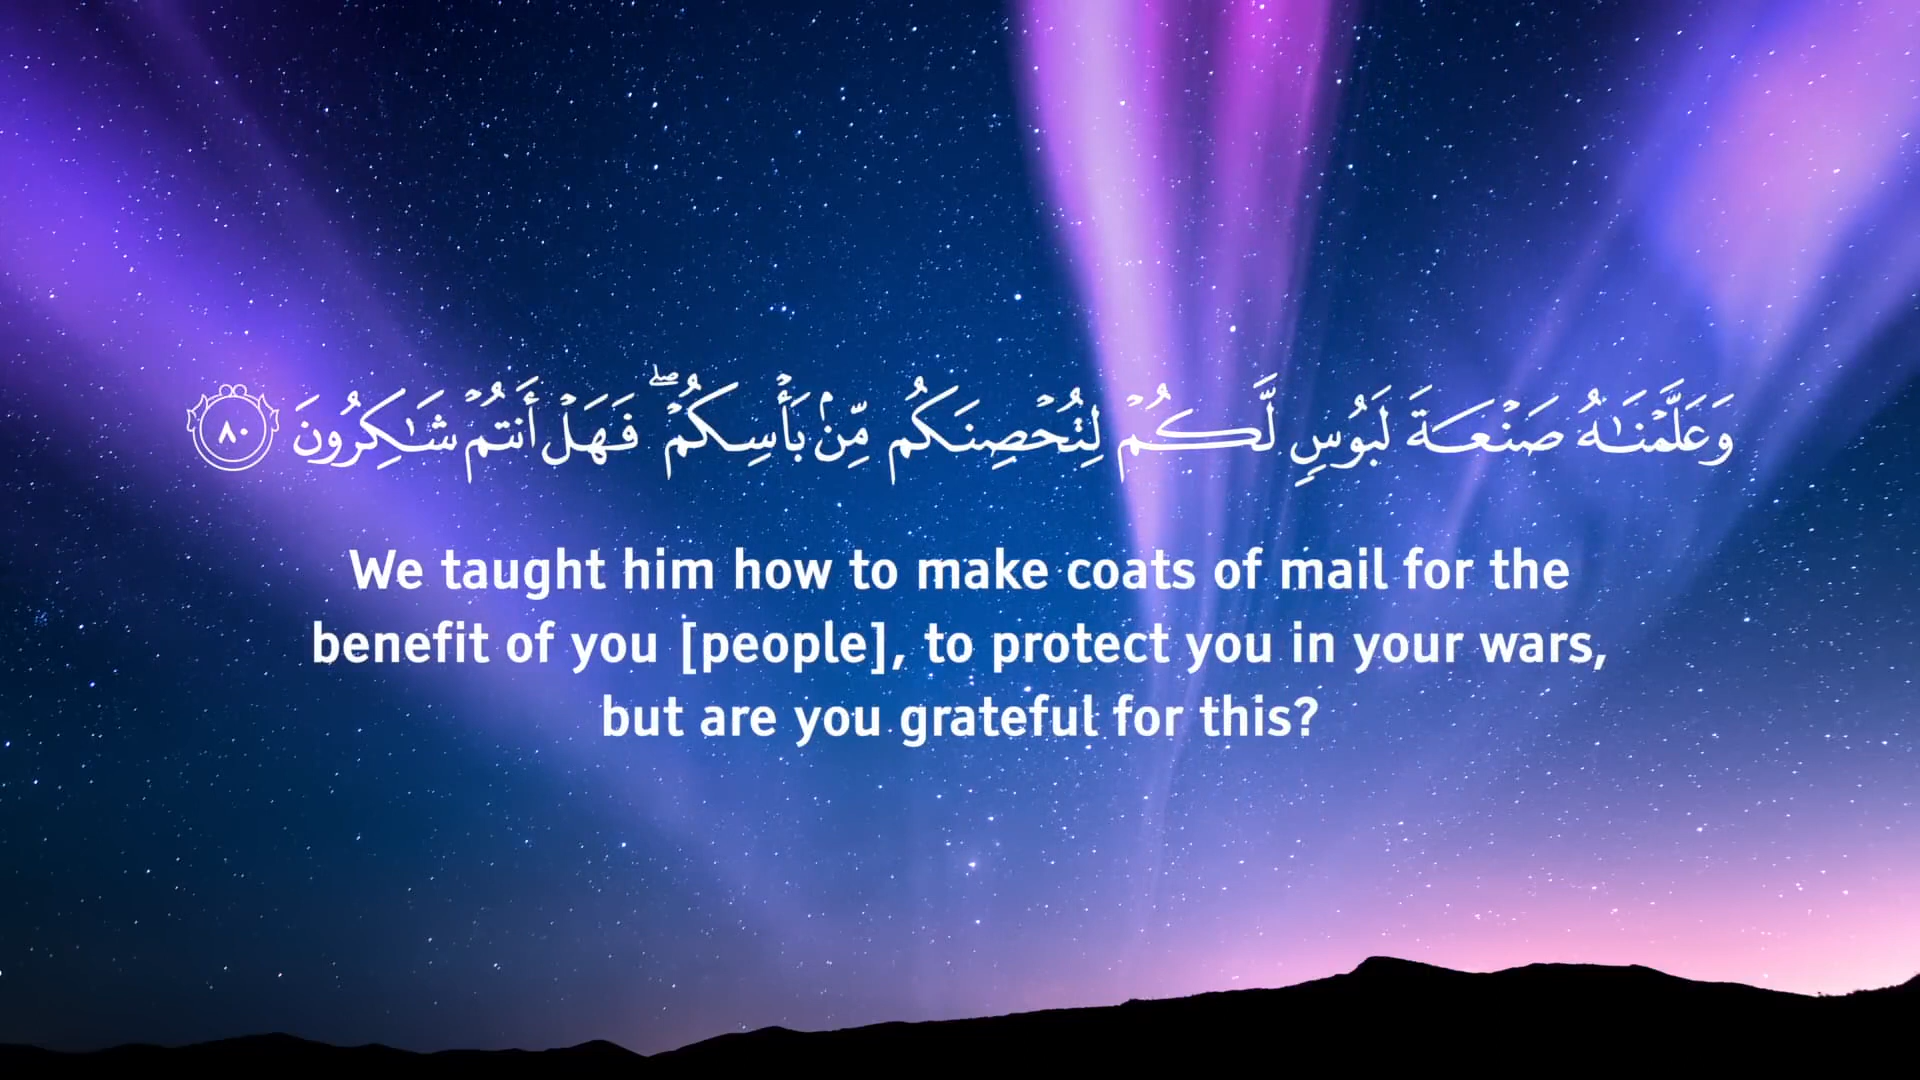 وَعَلَّمْنَـٰهُ صَنْعَةَ لَبُوسٍ لَّكُمْ لِتُحْصِنَكُم مِّنۢ بَأْسِكُمْ ۖ فَهَلْ أَنتُمْ شَـٰكِرُونَ ٨٠
We taught him how to make coats of mail for the
benefit of you [people], to protect you in your wars,
but are you grateful for this?